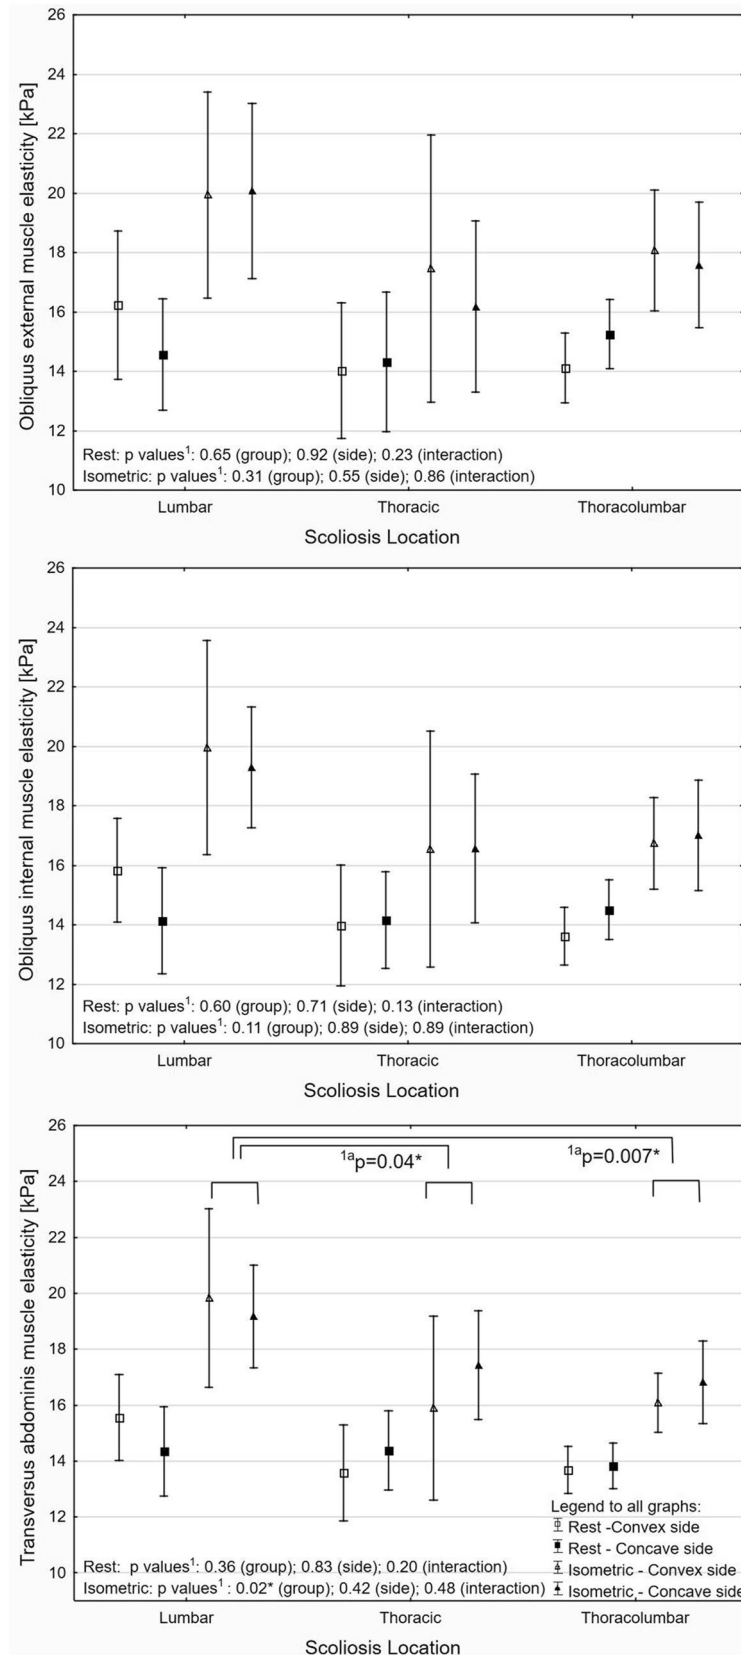 26
24
22
20
18
16
14
12
10
Obliquus external muscle elasticity [kPa]
Rest: p values1: 0.65 (group); 0.92 (side); 0.23 (interaction)
Isometric: p values1: 0.31 (group); 0.55 (side); 0.86 (interaction)
Lumbar Thoracic Thoracolumbar
Scoliosis Location
26
24
22
20
18
16
14
12
10
Obliquus internal muscle elasticity [kPa]
Rest: p values1: 0.60 (group); 0.71 (side); 0.13 (interaction)
Isometric: p values1: 0.11 (group); 0.89 (side); 0.89 (interaction)
Lumbar Thoracic Thoracolumbar
Scoliosis Location
26
24
22
20
18
16
14
12
10
Transversus abdominis muscle elasticity [kPa]
1ap=0.04*
1ap=0.007*
Legend to all graphs:
Rest -Convex side
Rest - Concave side
Isometric - Convex side
Isometric - Concave side
Rest: p values1: 0.36 (group); 0.83 (side); 0.20 (interaction)
Isometric: p values1 : 0.02* (group); 0.42 (side); 0.48 (interaction)
Lumbar Thoracic Thoracolumbar
Scoliosis Location